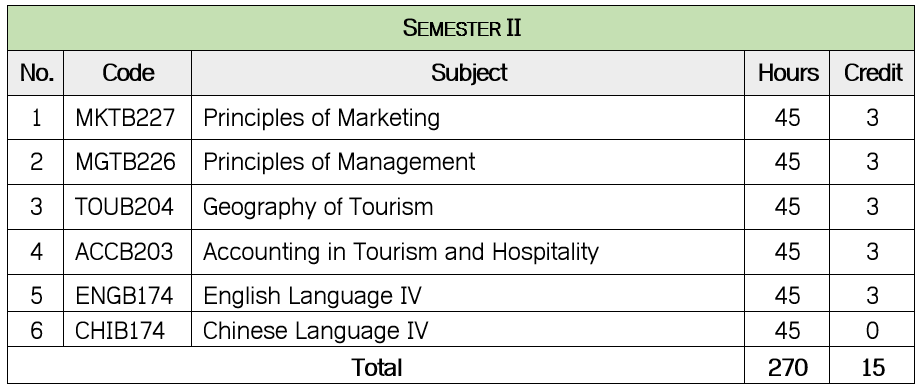 SEMESTER II
No. Code Subject Hours Credit
1 MKTB227 Principles of Marketing 45 3
2 MGTB226 Principles of Management 45 3
3 TOUB204 Geography of Tourism 45 3
4 ACCB203 Accounting in Tourism and Hospitality 45 3
5 ENGB174 English Language IV 45 3
6 CHIB174 Chinese Language IV 45 0
Total 270 15